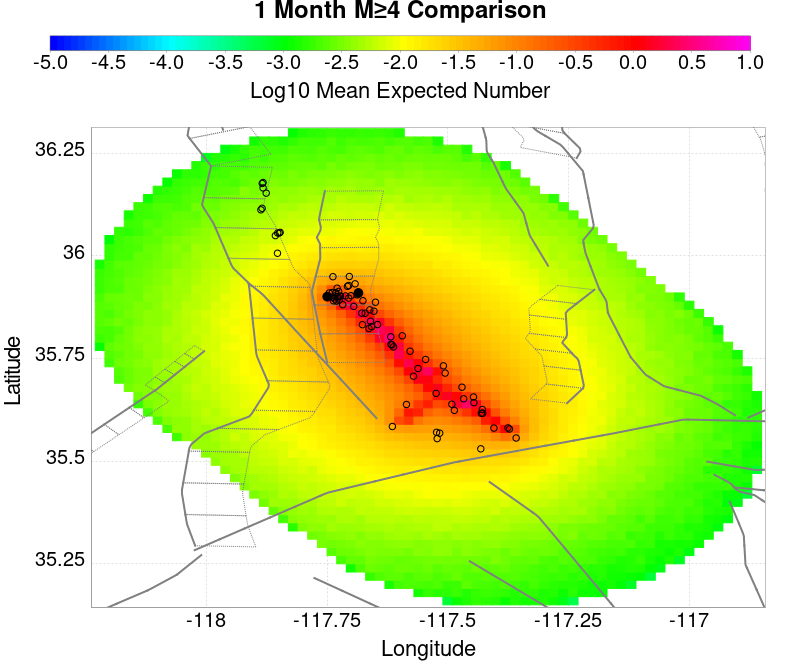 1 Month M≥4 Comparison
-5.0 -4.5 -4.0 -3.5 -3.0 -2.5 -2.0 -1.5 -1.0 -0.5 0.0 0.5 1.0
Log10 Mean Expected Number
36.25
36
35.75
35.5
35.25
Latitude
-118 -117.75 -117.5 -117.25 -117
Longitude